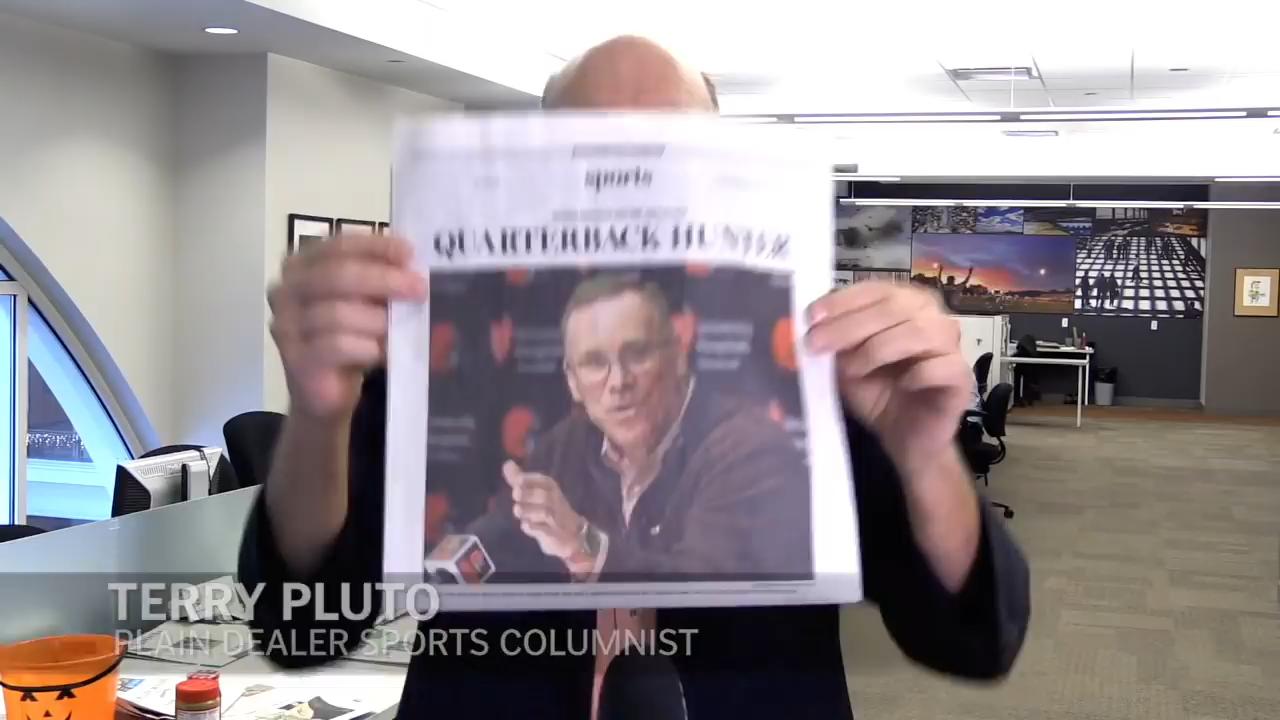 sports
QUARTERBACK HUNTER
TERRY PLUTO
PLAIN DEALER SPORTS COLUMNIST